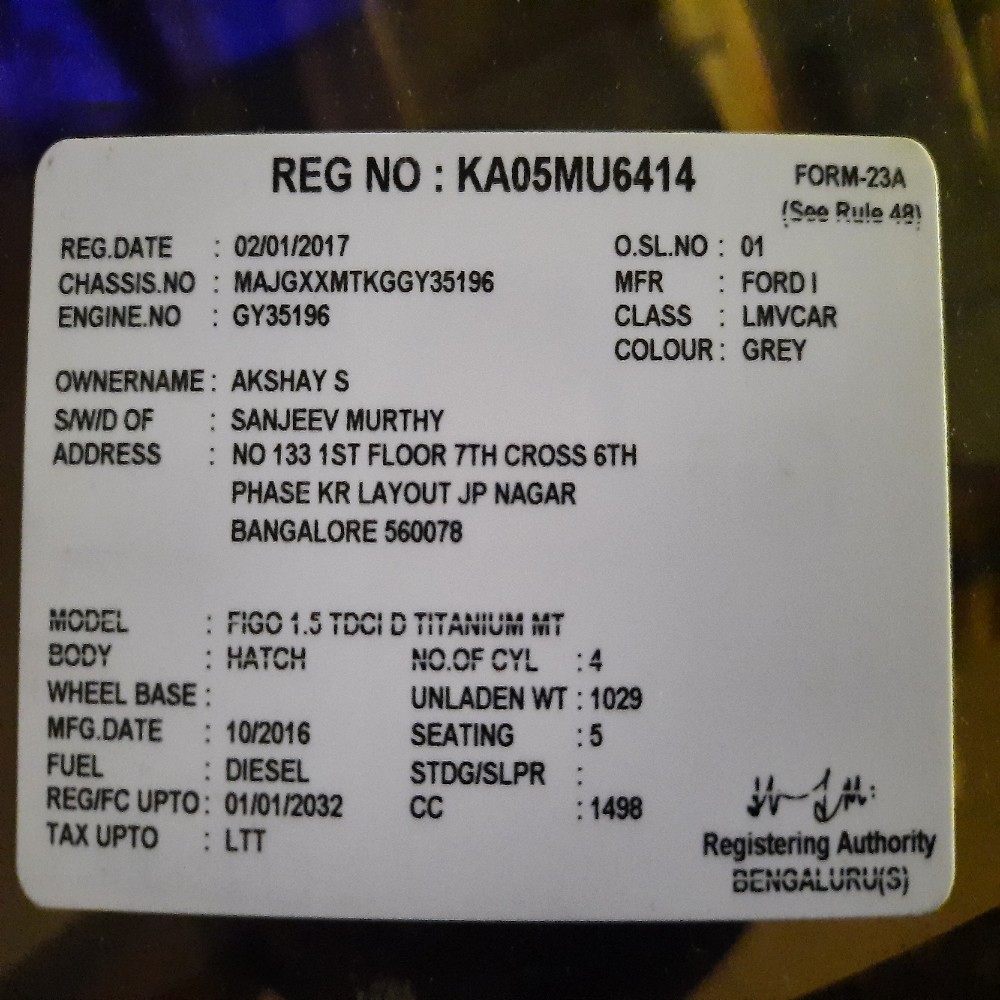 REG NO : KA05MU6414
FORM-23A
(See Rule 48)
REG.DATE : 02/01/2017 O.SL.NO : 01
CHASSIS.NO : MAJGXXMTKGGY35196 MFR : FORD I
ENGINE.NO : GY35196 CLASS : LMVCAR
COLOUR : GREY
OWNERNAME : AKSHAY S
S/W/D OF : SANJEEV MURTHY
ADDRESS : NO 133 1ST FLOOR 7TH CROSS 6TH
PHASE KR LAYOUT JP NAGAR
BANGALORE 560078
MODEL : FIGO 1.5 TDCI D TITANIUM MT
BODY : HATCH NO.OF CYL : 4
WHEEL BASE : UNLADEN WT : 1029
MFG.DATE : 10/2016 SEATING : 5
FUEL : DIESEL STDG/SLPR :
REG/FC UPTO : 01/01/2032 CC : 1498
TAX UPTO : LTT
Registering Authority
BENGALURU(S)